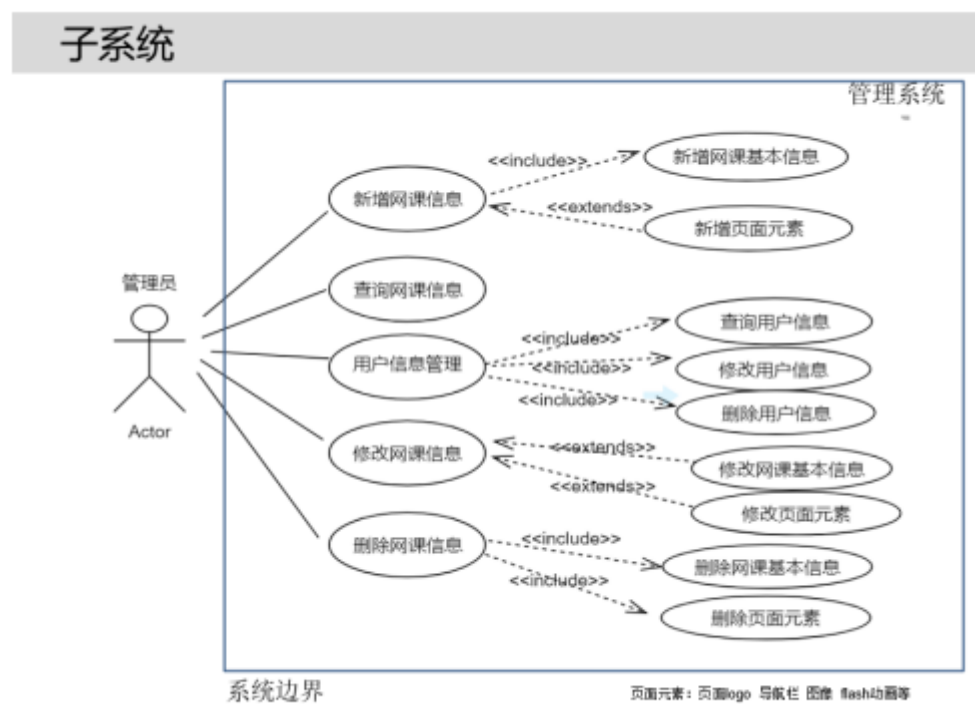 子系统
管理系统
<<include>>
新增网课基本信息
新增网课信息
<<extends>>
新增页面元素
管理员
查询网课信息
<<include>>
查询用户信息
用户信息管理
<<include>>
修改用户信息
<<include>>
删除用户信息
Actor
修改网课信息
<<extends>>
修改网课基本信息
<<extends>>
修改页面元素
删除网课信息
<<include>>
删除网课基本信息
<<include>>
删除页面元素
系统边界
页面元素：页面logo 导航栏 图像 flash动画等